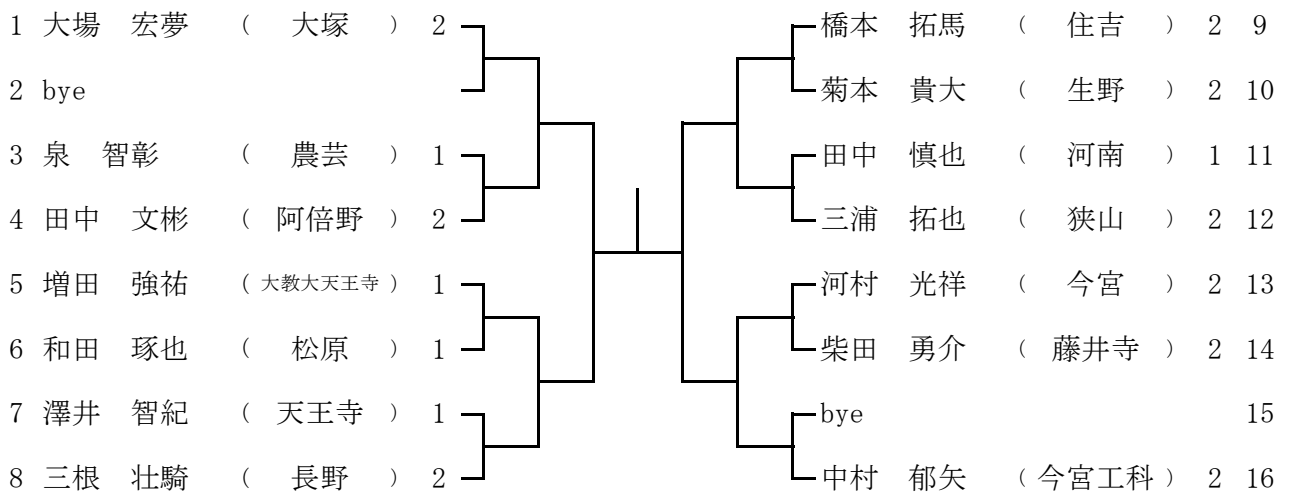 1 大場 宏夢 ( 大塚 ) 2 橋本 拓馬 ( 住吉 ) 2 9
2 bye 菊本 貴大 ( 生野 ) 2 10
3 泉 智彰 ( 農芸 ) 1 田中 慎也 ( 河南 ) 1 11
4 田中 文彬 ( 阿倍野 ) 2 三浦 拓也 ( 狭山 ) 2 12
5 増田 強祐 ( 大教大天王寺 ) 1 河村 光祥 ( 今宮 ) 2 13
6 和田 琢也 ( 松原 ) 1 柴田 勇介 ( 藤井寺 ) 2 14
7 澤井 智紀 ( 天王寺 ) 1 bye 15
8 三根 壮騎 ( 長野 ) 2 中村 郁矢 ( 今宮工科 ) 2 16